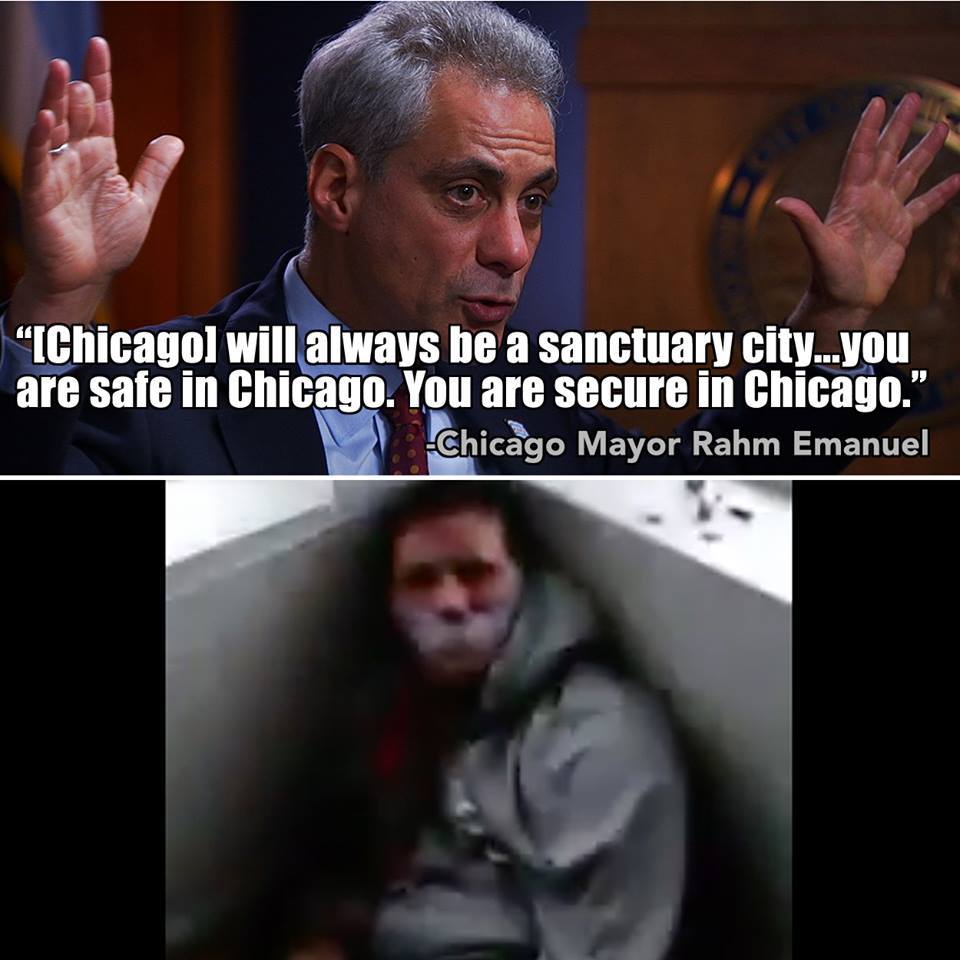 “[Chicago] will always be a sanctuary city...you
are safe in Chicago. You are secure in Chicago.”
-Chicago Mayor Rahm Emanuel